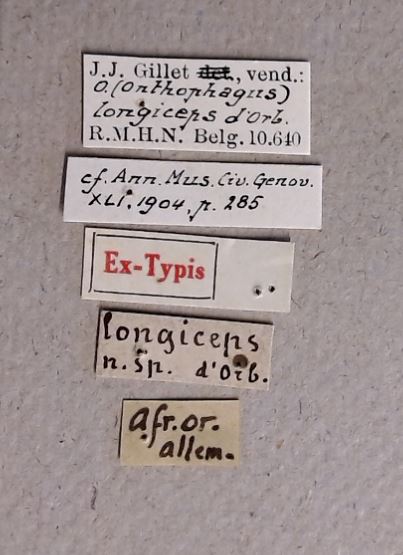 J.J. Gillet det., vend.:
O.(Onthophagus)
longiceps d'Orb.
R.M.H.N. Belg. 10.640
cf. Ann. Mus. Civ. Genov.
XLI, 1904, p. 285
Ex-Typis
longiceps
n. sp. d'Orb.
afr. or.
allem.